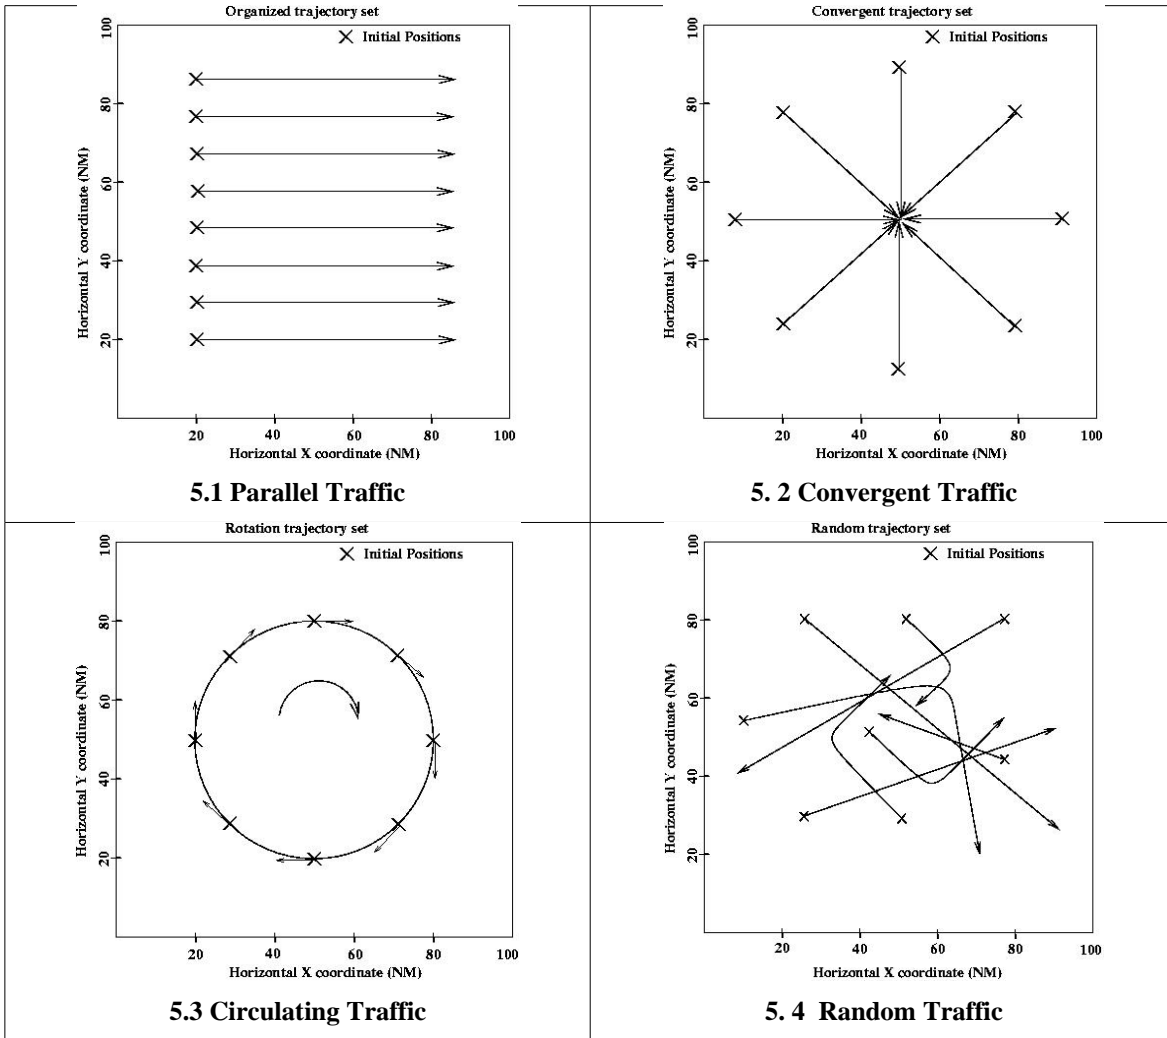 Organized trajectory set
Initial Positions
100
80
60
40
20
Horizontal Y coordinate (NM)
20 40 60 80 100
Horizontal X coordinate (NM)
5.1 Parallel Traffic
Convergent trajectory set
Initial Positions
100
80
60
40
20
Horizontal Y coordinate (NM)
20 40 60 80 100
Horizontal X coordinate (NM)
5. 2 Convergent Traffic
Rotation trajectory set
Initial Positions
100
80
60
40
20
Horizontal Y coordinate (NM)
20 40 60 80 100
Horizontal X coordinate (NM)
5.3 Circulating Traffic
Random trajectory set
Initial Positions
100
80
60
40
20
Horizontal Y coordinate (NM)
20 40 60 80 100
Horizontal X coordinate (NM)
5. 4 Random Traffic